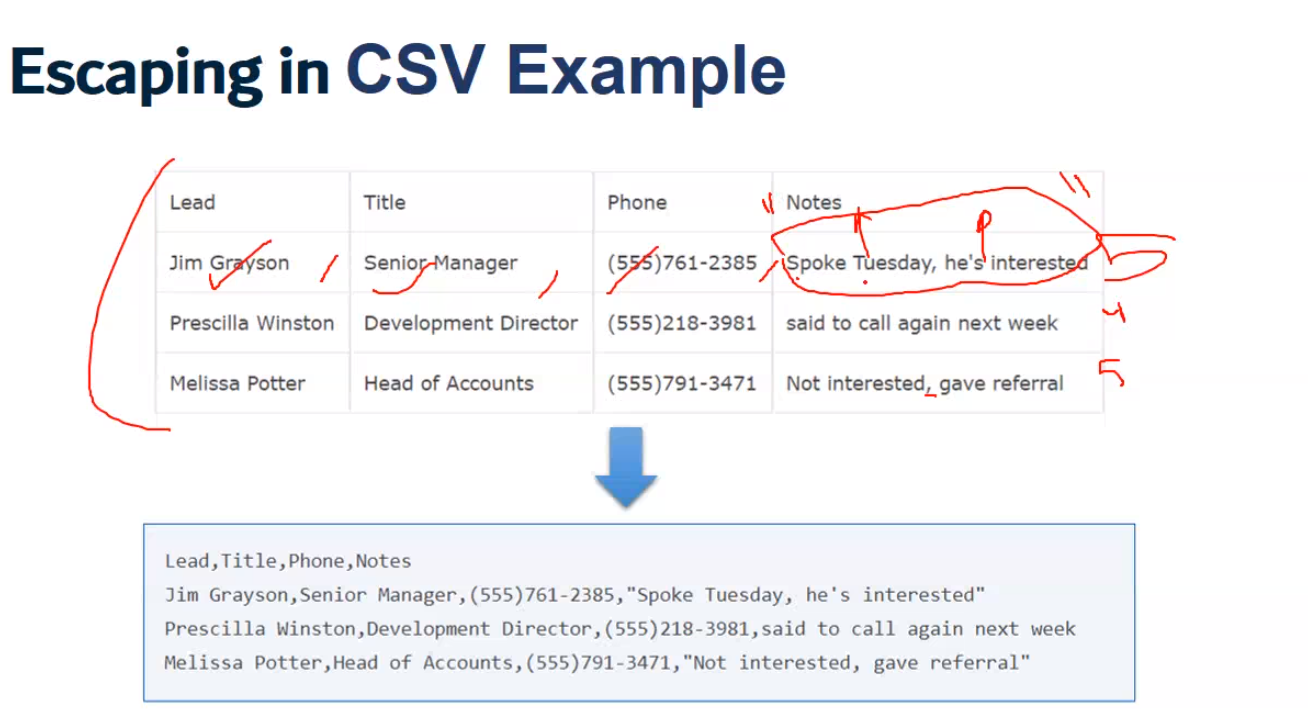 Escaping in CSV Example
Lead Title Phone Notes
Jim Grayson Senior Manager (555)761-2385 Spoke Tuesday, he's interested
Prescilla Winston Development Director (555)218-3981 said to call again next week
4
Melissa Potter Head of Accounts (555)791-3471 Not interested, gave referral
5
Lead,Title,Phone,Notes
Jim Grayson,Senior Manager,(555)761-2385,"Spoke Tuesday, he's interested"
Prescilla Winston,Development Director,(555)218-3981,said to call again next week
Melissa Potter,Head of Accounts,(555)791-3471,"Not interested, gave referral"